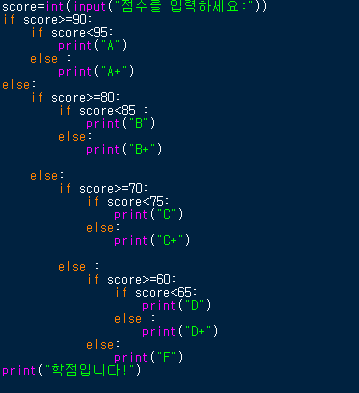 score=int(input("점수를 입력하세요:"))
if score>=90:
    if score<95:
        print("A")
    else :
        print("A+")
else:
    if score>=80:
        if score<85 :
            print("B")
        else:
            print("B+")

    else:
        if score>=70:
            if score<75:
                print("C")
            else:
                print("C+")

        else :
            if score>=60:
                if score<65:
                    print("D")
                else :
                    print("D+")
            else:
                print("F")
print("학점입니다!")